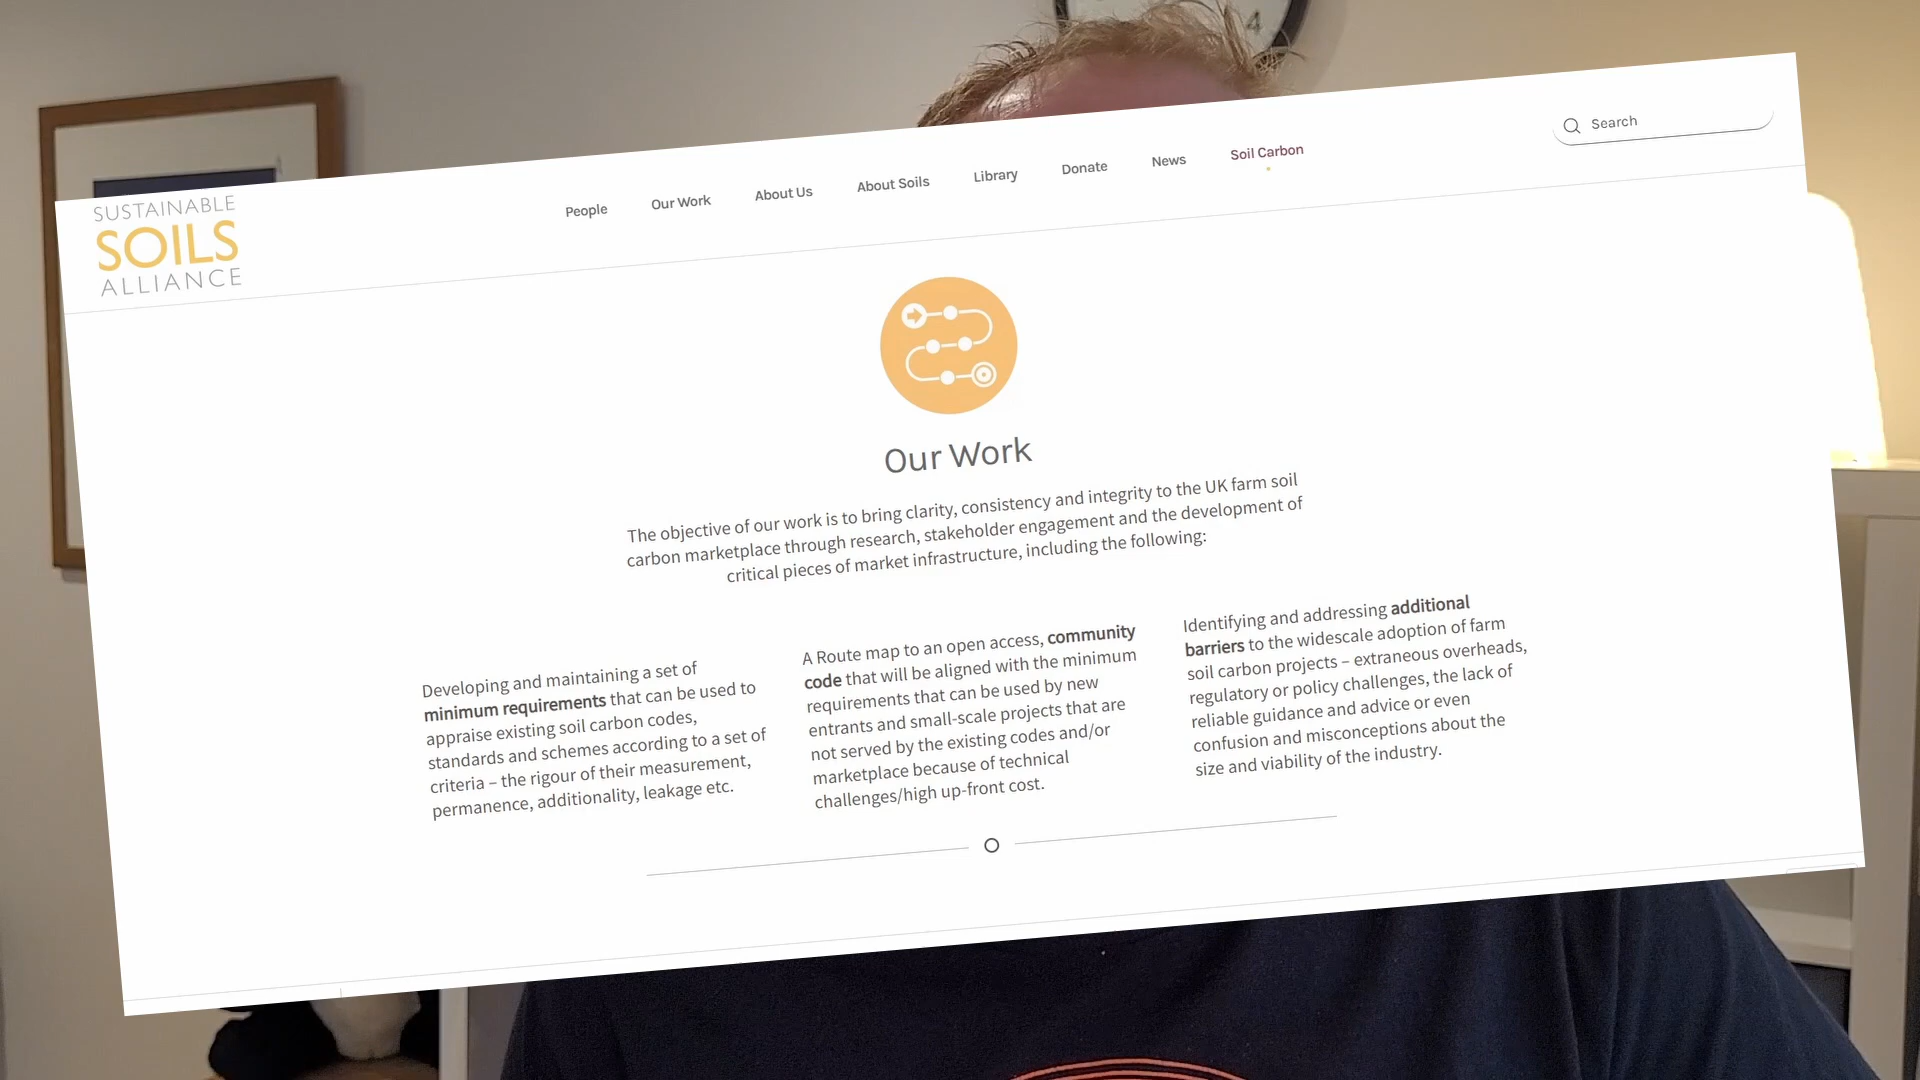 4
SUSTAINABLE
SOILS
ALLIANCE
People Our Work About Us About Soils Library Donate News Soil Carbon
Search
Our Work
The objective of our work is to bring clarity, consistency and integrity to the UK farm soil
carbon marketplace through research, stakeholder engagement and the development of
critical pieces of market infrastructure, including the following:
Developing and maintaining a set of
minimum requirements that can be used to
appraise existing soil carbon codes,
standards and schemes according to a set of
criteria – the rigour of their measurement,
permanence, additionality, leakage etc.
A Route map to an open access, community
code that will be aligned with the minimum
requirements that can be used by new
entrants and small-scale projects that are
not served by the existing codes and/or
marketplace because of technical
challenges/high up-front cost.
Identifying and addressing additional
barriers to the widescale adoption of farm
soil carbon projects – extraneous overheads,
regulatory or policy challenges, the lack of
reliable guidance and advice or even
confusion and misconceptions about the
size and viability of the industry.